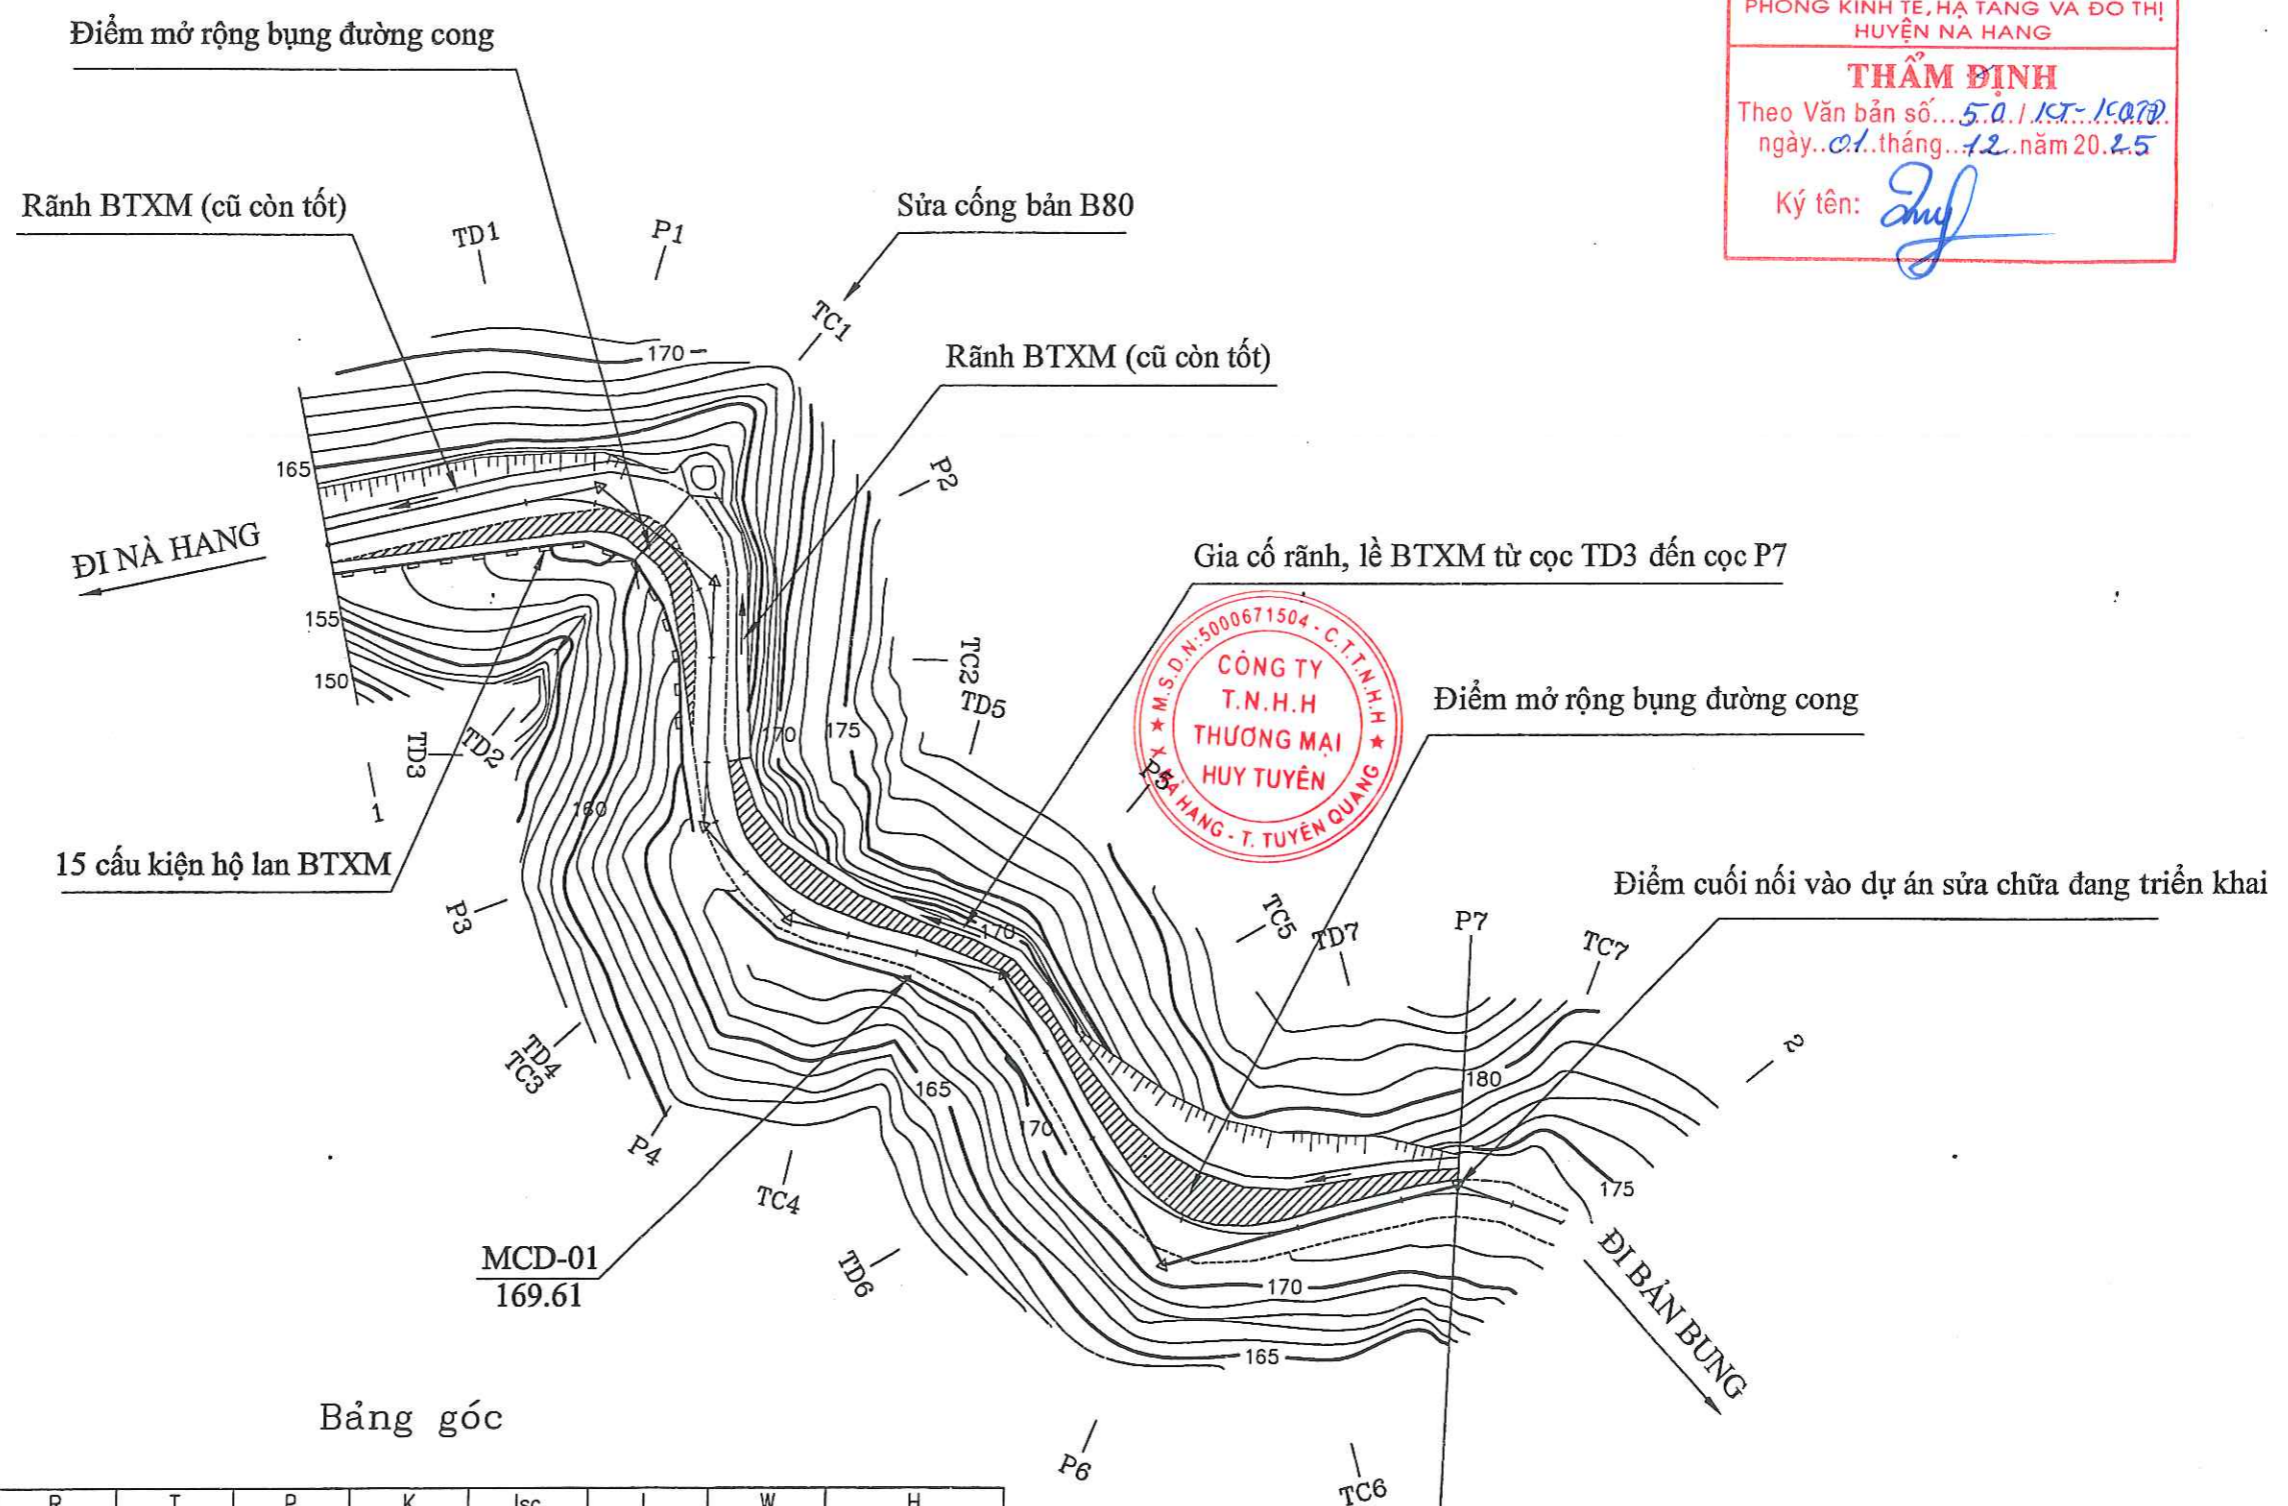 PHÒNG KINH TẾ, HẠ TẦNG VÀ ĐÔ THỊ
HUYỆN NA HANG
THẨM ĐỊNH
Theo Văn bản số...50./KT-KQTĐ
ngày..01..tháng...12..năm 20.25
Ký tên:
Điểm mở rộng bụng đường cong
Rãnh BTXM (cũ còn tốt)
TD1
P1
Sửa cống bản B80
TC1
170
Rãnh BTXM (cũ còn tốt)
165
P2
ĐI NÀ HANG
Gia cố rãnh, lề BTXM từ cọc TD3 đến cọc P7
155
150
TC2
TD5
M.S.D.N:5000671504 - C.T.T.N.H.H
CÔNG TY
T.N.H.H
THƯƠNG MẠI
HUY TUYÊN
X. NÀ HANG - T. TUYÊN QUANG
Điểm mở rộng bụng đường cong
TD3
TD2
170
175
P5
1
160
15 cấu kiện hộ lan BTXM
Điểm cuối nối vào dự án sửa chữa đang triển khai
P3
170
TC5
TD7
P7
TC7
TD4
TC3
2
165
180
170
P4
TC4
175
MCD-01
169.61
TD6
170
ĐI BẢN BUNG
165
Bảng góc
P6
TC6
R T P K Isc L W H